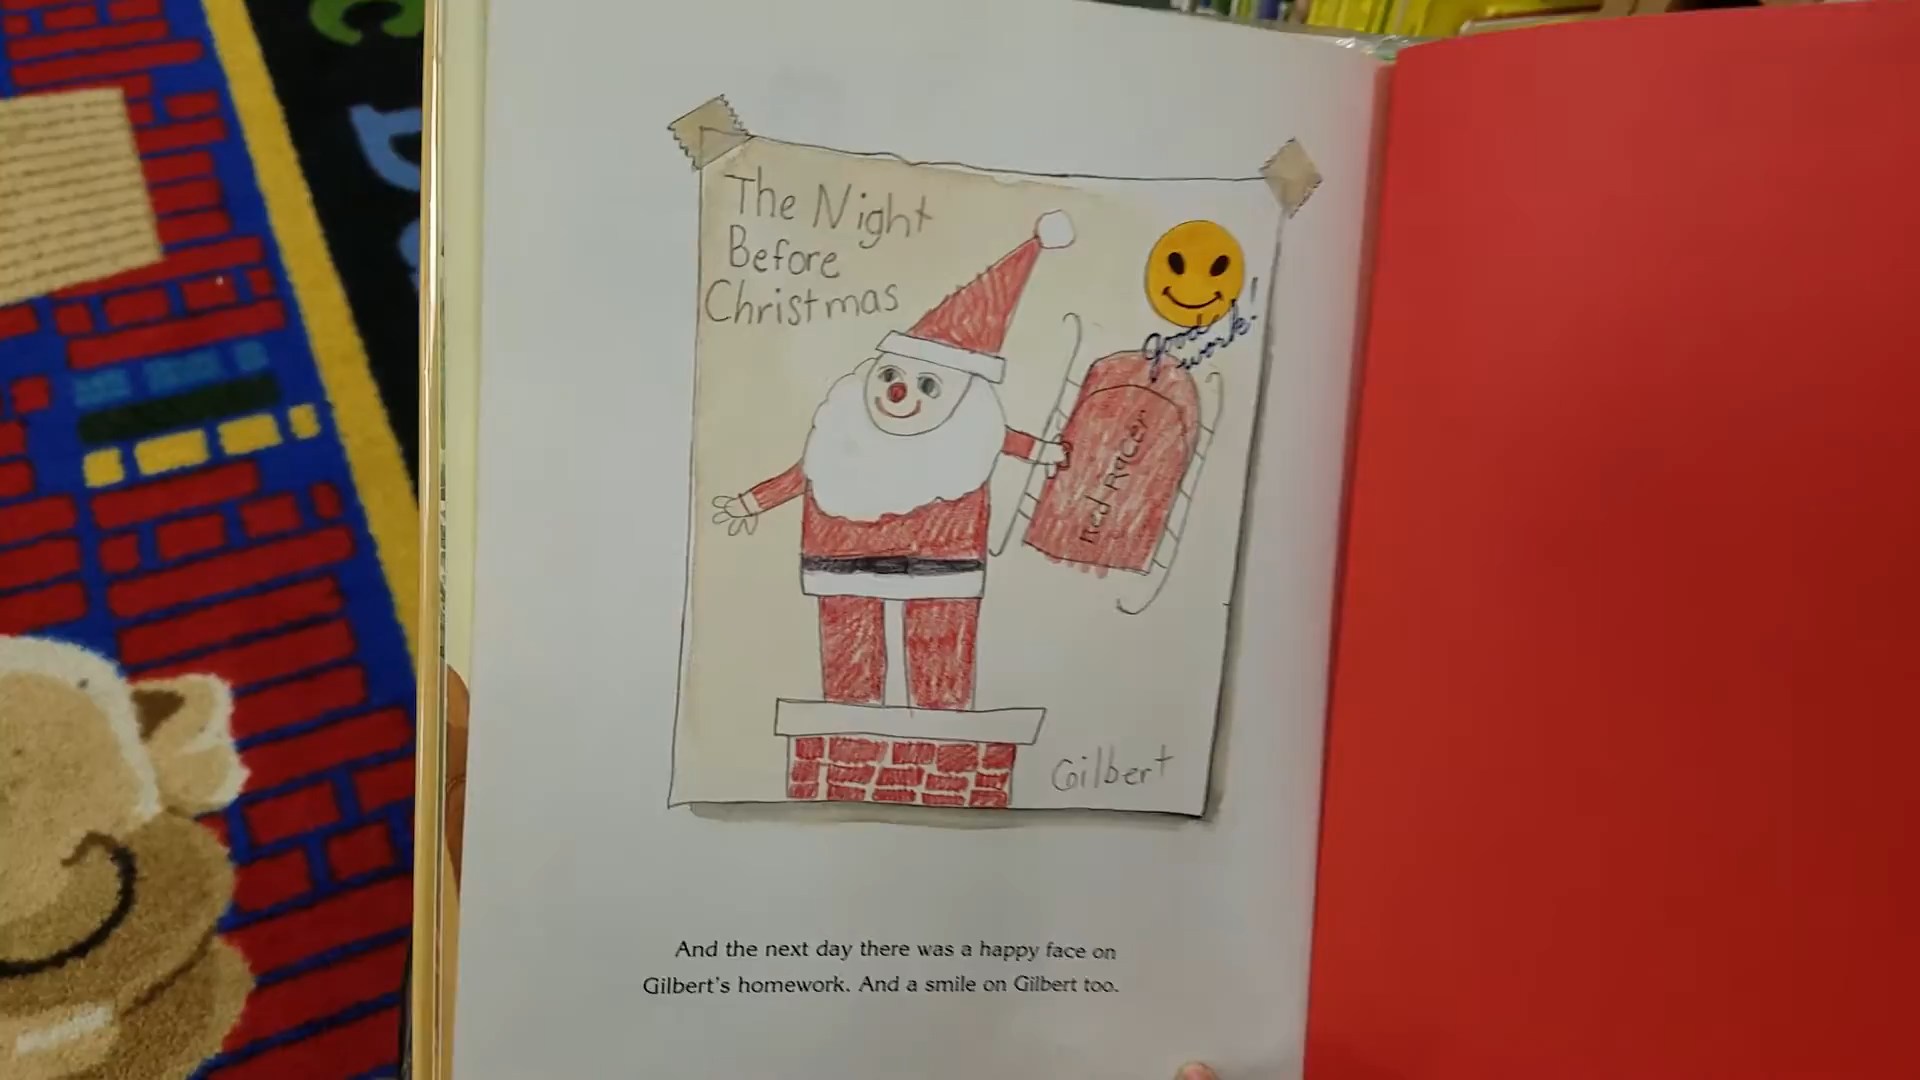 The Night
Before
Christmas
good
work!
Red Racer
Gilbert
And the next day there was a happy face on
Gilbert's homework. And a smile on Gilbert too.